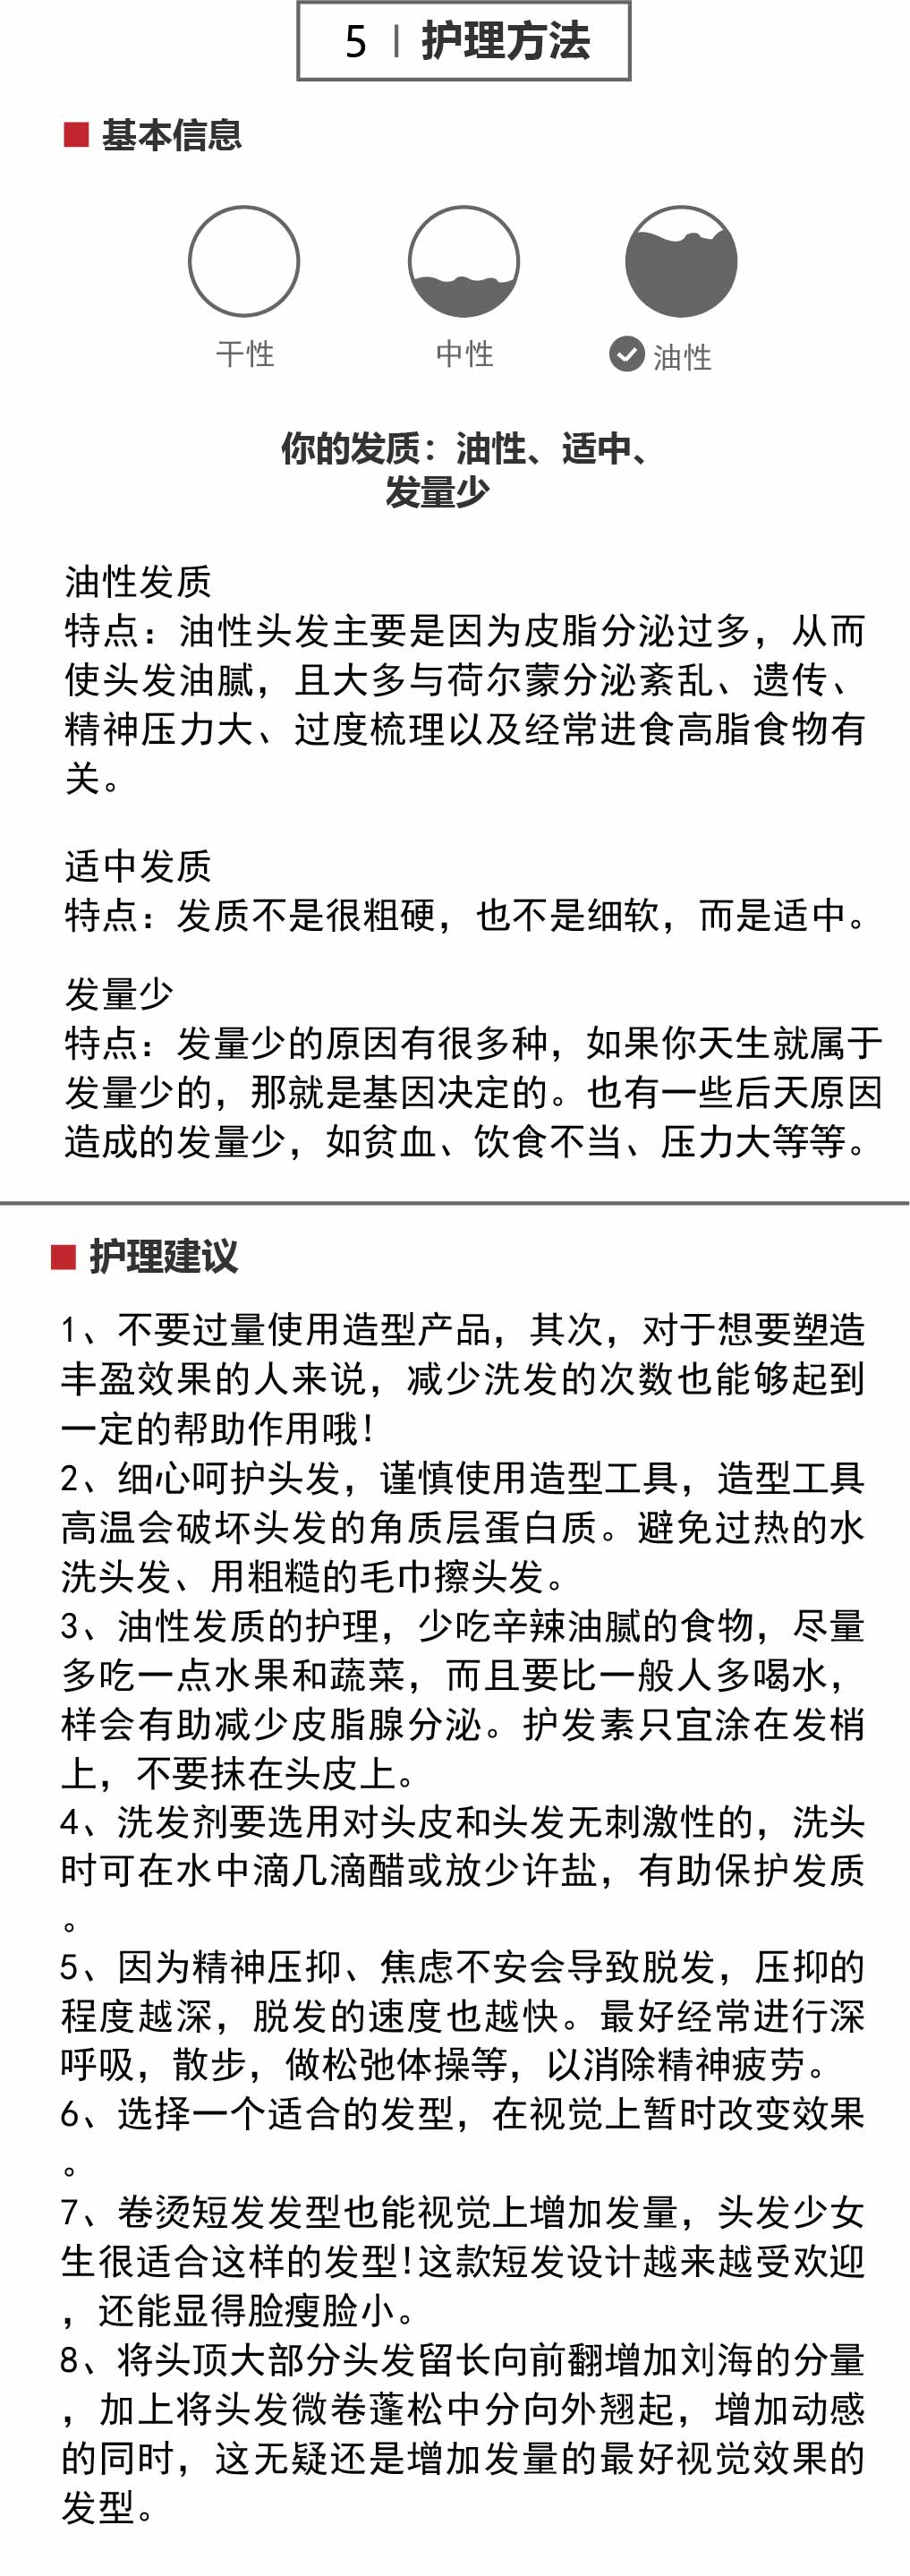 5 | 护理方法
基本信息
干性
中性
油性
你的发质：油性、适中、
发量少
油性发质
特点：油性头发主要是因为皮脂分泌过多，从而
使头发油腻，且大多与荷尔蒙分泌紊乱、遗传、
精神压力大、过度梳理以及经常进食高脂食物有
关。
适中发质
特点：发质不是很粗硬，也不是细软，而是适中。
发量少
特点：发量少的原因有很多种，如果你天生就属于
发量少的，那就是基因决定的。也有一些后天原因
造成的发量少，如贫血、饮食不当、压力大等等。
护理建议
1、不要过量使用造型产品，其次，对于想要塑造
丰盈效果的人来说，减少洗发的次数也能够起到
一定的帮助作用哦!
2、细心呵护头发，谨慎使用造型工具，造型工具
高温会破坏头发的角质层蛋白质。避免过热的水
洗头发、用粗糙的毛巾擦头发。
3、油性发质的护理，少吃辛辣油腻的食物，尽量
多吃一点水果和蔬菜，而且要比一般人多喝水，
样会有助减少皮脂腺分泌。护发素只宜涂在发梢
上，不要抹在头皮上。
4、洗发剂要选用对头皮和头发无刺激性的，洗头
时可在水中滴几滴醋或放少许盐，有助保护发质
。
5、因为精神压抑、焦虑不安会导致脱发，压抑的
程度越深，脱发的速度也越快。最好经常进行深
呼吸，散步，做松弛体操等，以消除精神疲劳。
6、选择一个适合的发型，在视觉上暂时改变效果
。
7、卷烫短发发型也能视觉上增加发量，头发少女
生很适合这样的发型!这款短发设计越来越受欢迎
，还能显得脸瘦脸小。
8、将头顶大部分头发留长向前翻增加刘海的分量
，加上将头发微卷蓬松中分向外翘起，增加动感
的同时，这无疑还是增加发量的最好视觉效果的
发型。